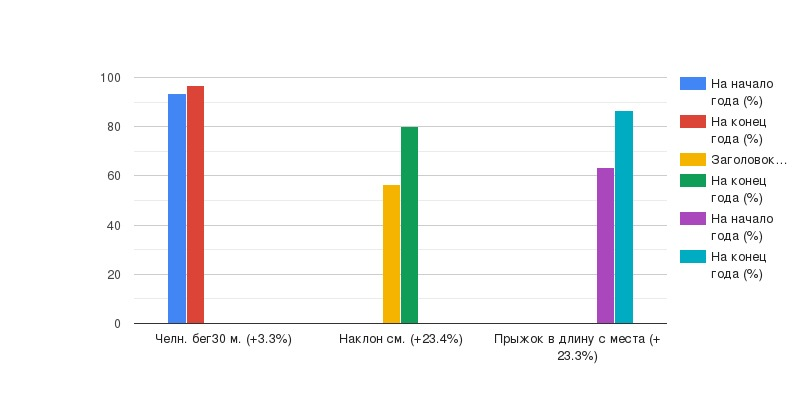 100
80
60
40
20
0
Челн. бег30 м. (+3.3%)
Наклон см. (+23.4%)
Прыжок в длину с места (+
23.3%)
На начало
года (%)
На конец
года (%)
Заголовок...
На конец
года (%)
На начало
года (%)
На конец
года (%)